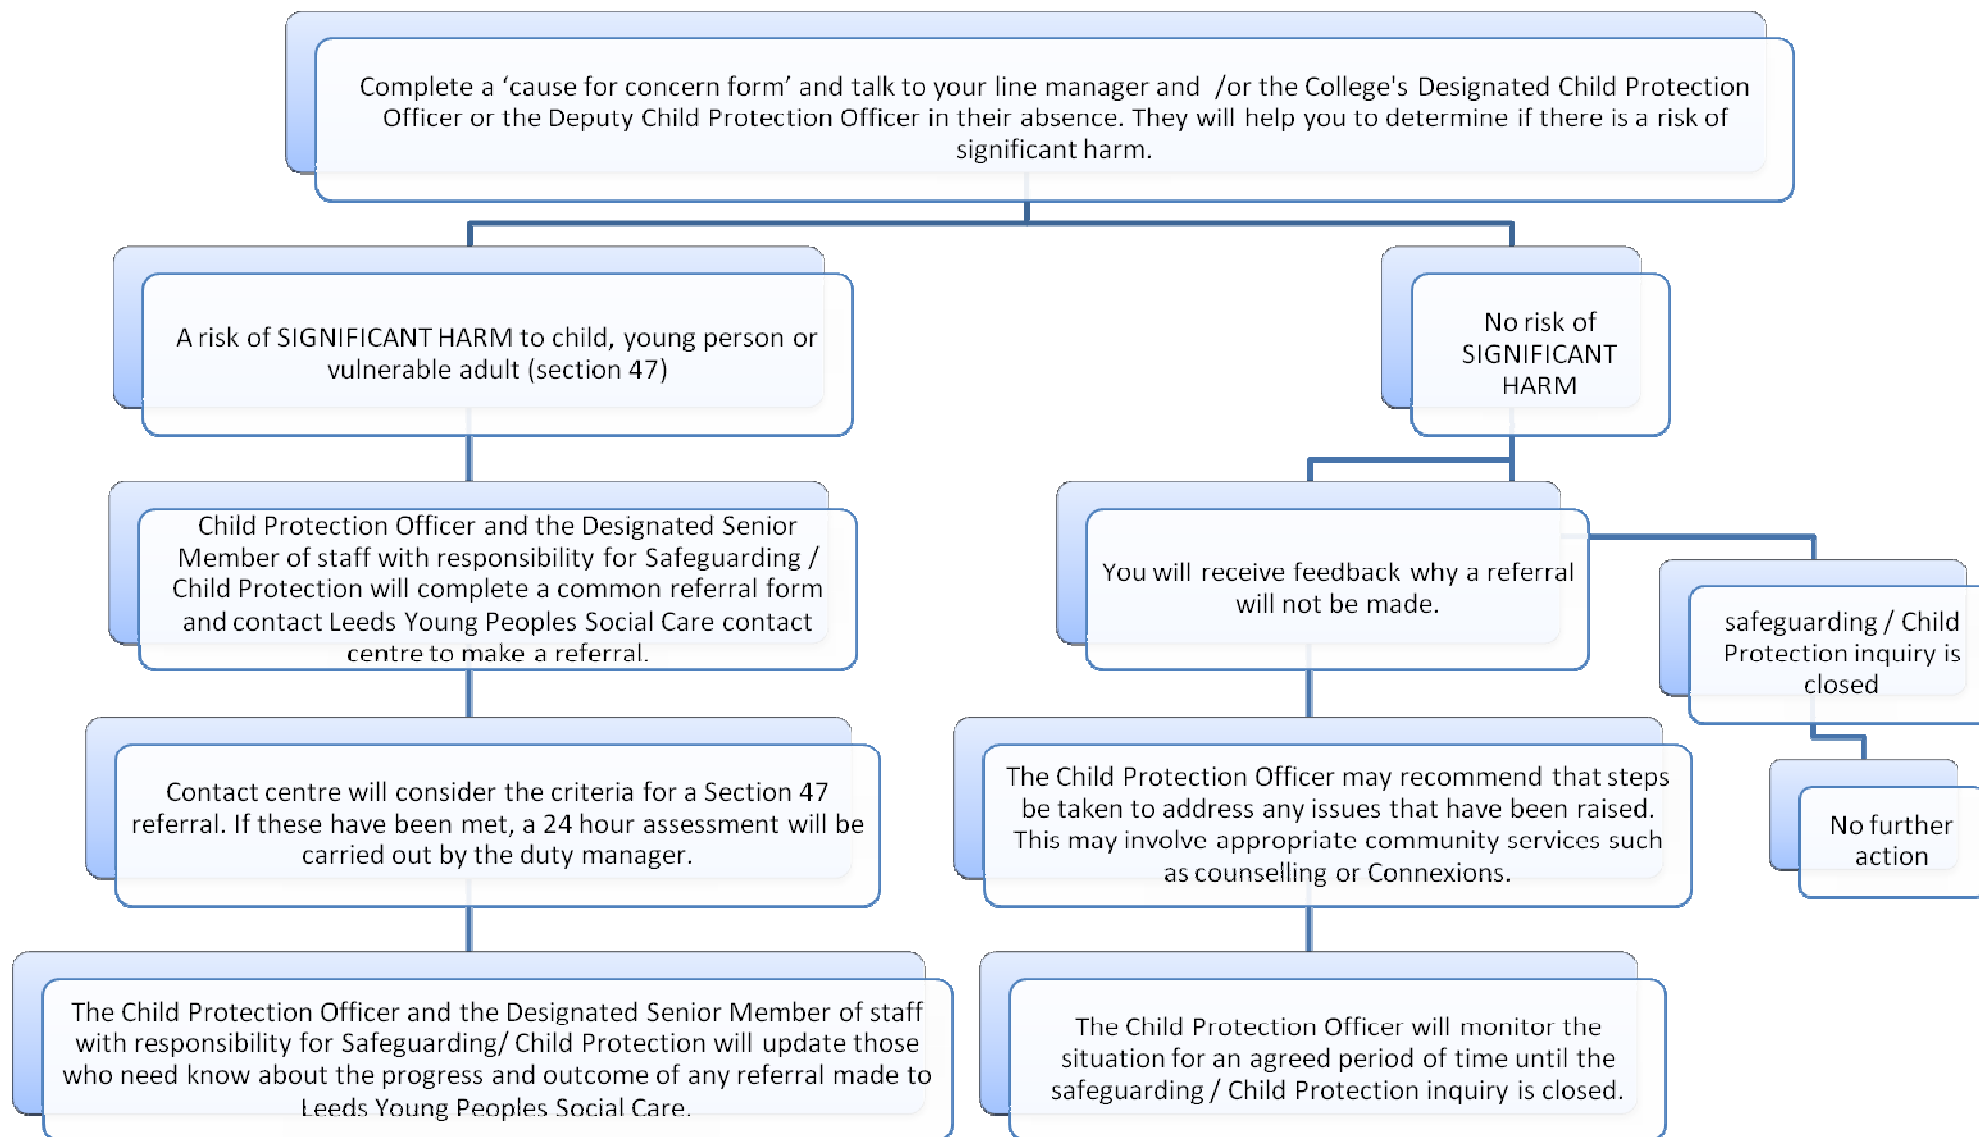 Complete a ‘cause for concern form’ and talk to your line manager and  /or the College's Designated Child Protection
Officer or the Deputy Child Protection Officer in their absence. They will help you to determine if there is a risk of
significant harm.
A risk of SIGNIFICANT HARM to child, young person or
vulnerable adult (section 47)
No risk of
SIGNIFICANT
HARM
Child Protection Officer and the Designated Senior
Member of staff with responsibility for Safeguarding /
Child Protection will complete a common referral form
and contact Leeds Young Peoples Social Care contact
centre to make a referral.
You will receive feedback why a referral
will not be made.
safeguarding / Child
Protection inquiry is
closed
Contact centre will consider the criteria for a Section 47
referral. If these have been met, a 24 hour assessment will be
carried out by the duty manager.
The Child Protection Officer may recommend that steps
be taken to address any issues that have been raised.
This may involve appropriate community services such
as counselling or Connexions.
No further
action
The Child Protection Officer and the Designated Senior Member of staff
with responsibility for Safeguarding/ Child Protection will update those
who need know about the progress and outcome of any referral made to
Leeds Young Peoples Social Care.
The Child Protection Officer will monitor the
situation for an agreed period of time until the
safeguarding / Child Protection inquiry is closed.